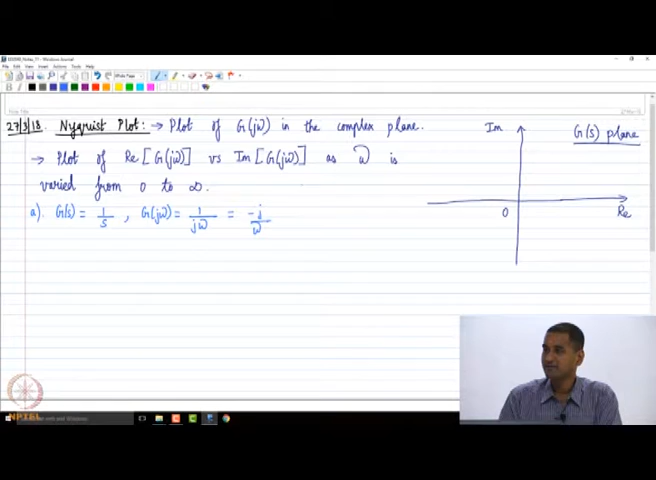 27/3/18. Nyquist Plot: → Plot of G(jω) in the complex plane.
→ Plot of Re[G(jω)] vs Im[G(jω)] as ω is
varied from 0 to ∞.
a). G(s) = 1/s , G(jω) = 1/jω = -j/ω
Im
G(s) plane
0
Re
NPTEL